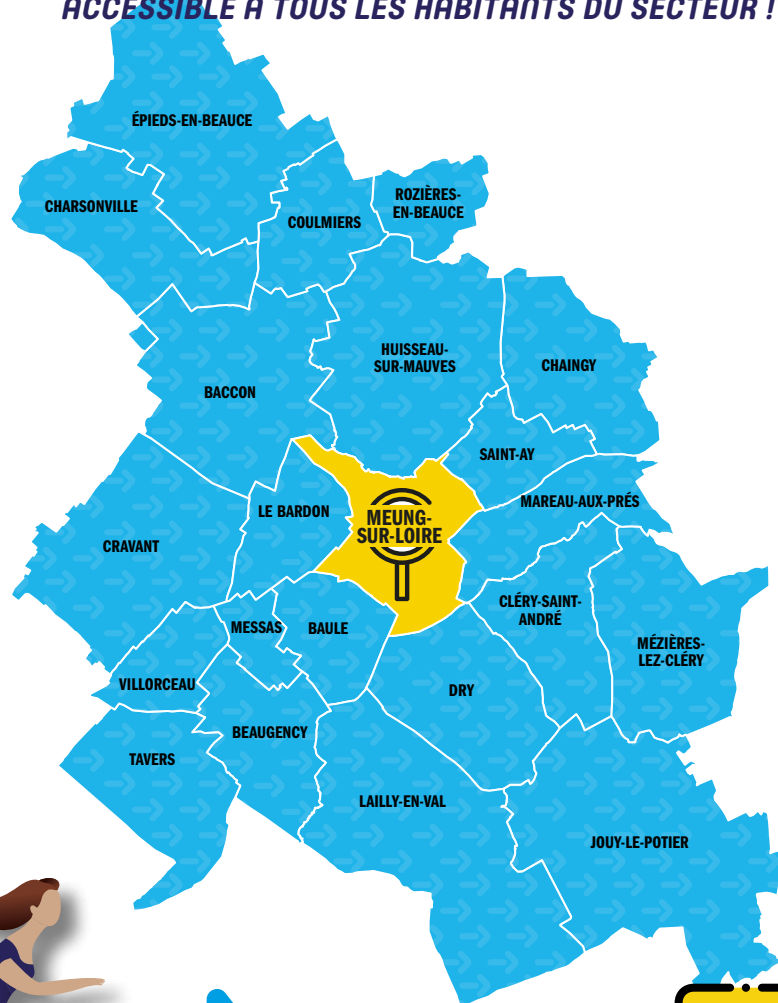 ACCESSIBLE À TOUS LES HABITANTS DU SECTEUR !
ÉPIEDS-EN-BEAUCE
CHARSONVILLE
COULMIERS
ROZIÈRES-
EN-BEAUCE
HUISSEAU-
SUR-MAUVES
CHAINGY
BACCON
SAINT-AY
MAREAU-AUX-PRÉS
LE BARDON
MEUNG-
SUR-LOIRE
CRAVANT
CLÉRY-SAINT-
ANDRÉ
MESSAS
BAULE
MÉZIÈRES-
LEZ-CLÉRY
VILLORCEAU
DRY
BEAUGENCY
TAVERS
LAILLY-EN-VAL
JOUY-LE-POTIER